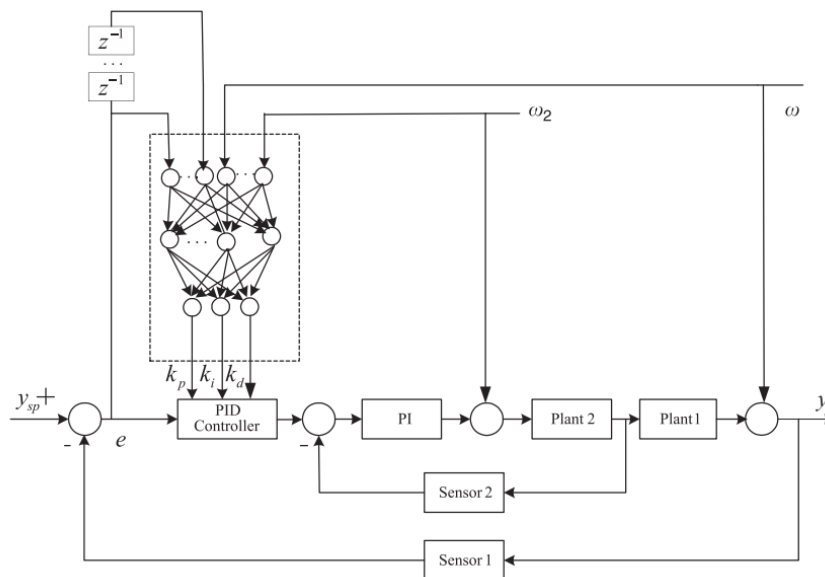 z⁻¹
...
z⁻¹
ω₂
ω
...
...
...
k_p k_i k_d
y_sp +
-
e
PID
Controller
-
PI
Plant 2
Plant 1
y
Sensor 2
Sensor 1